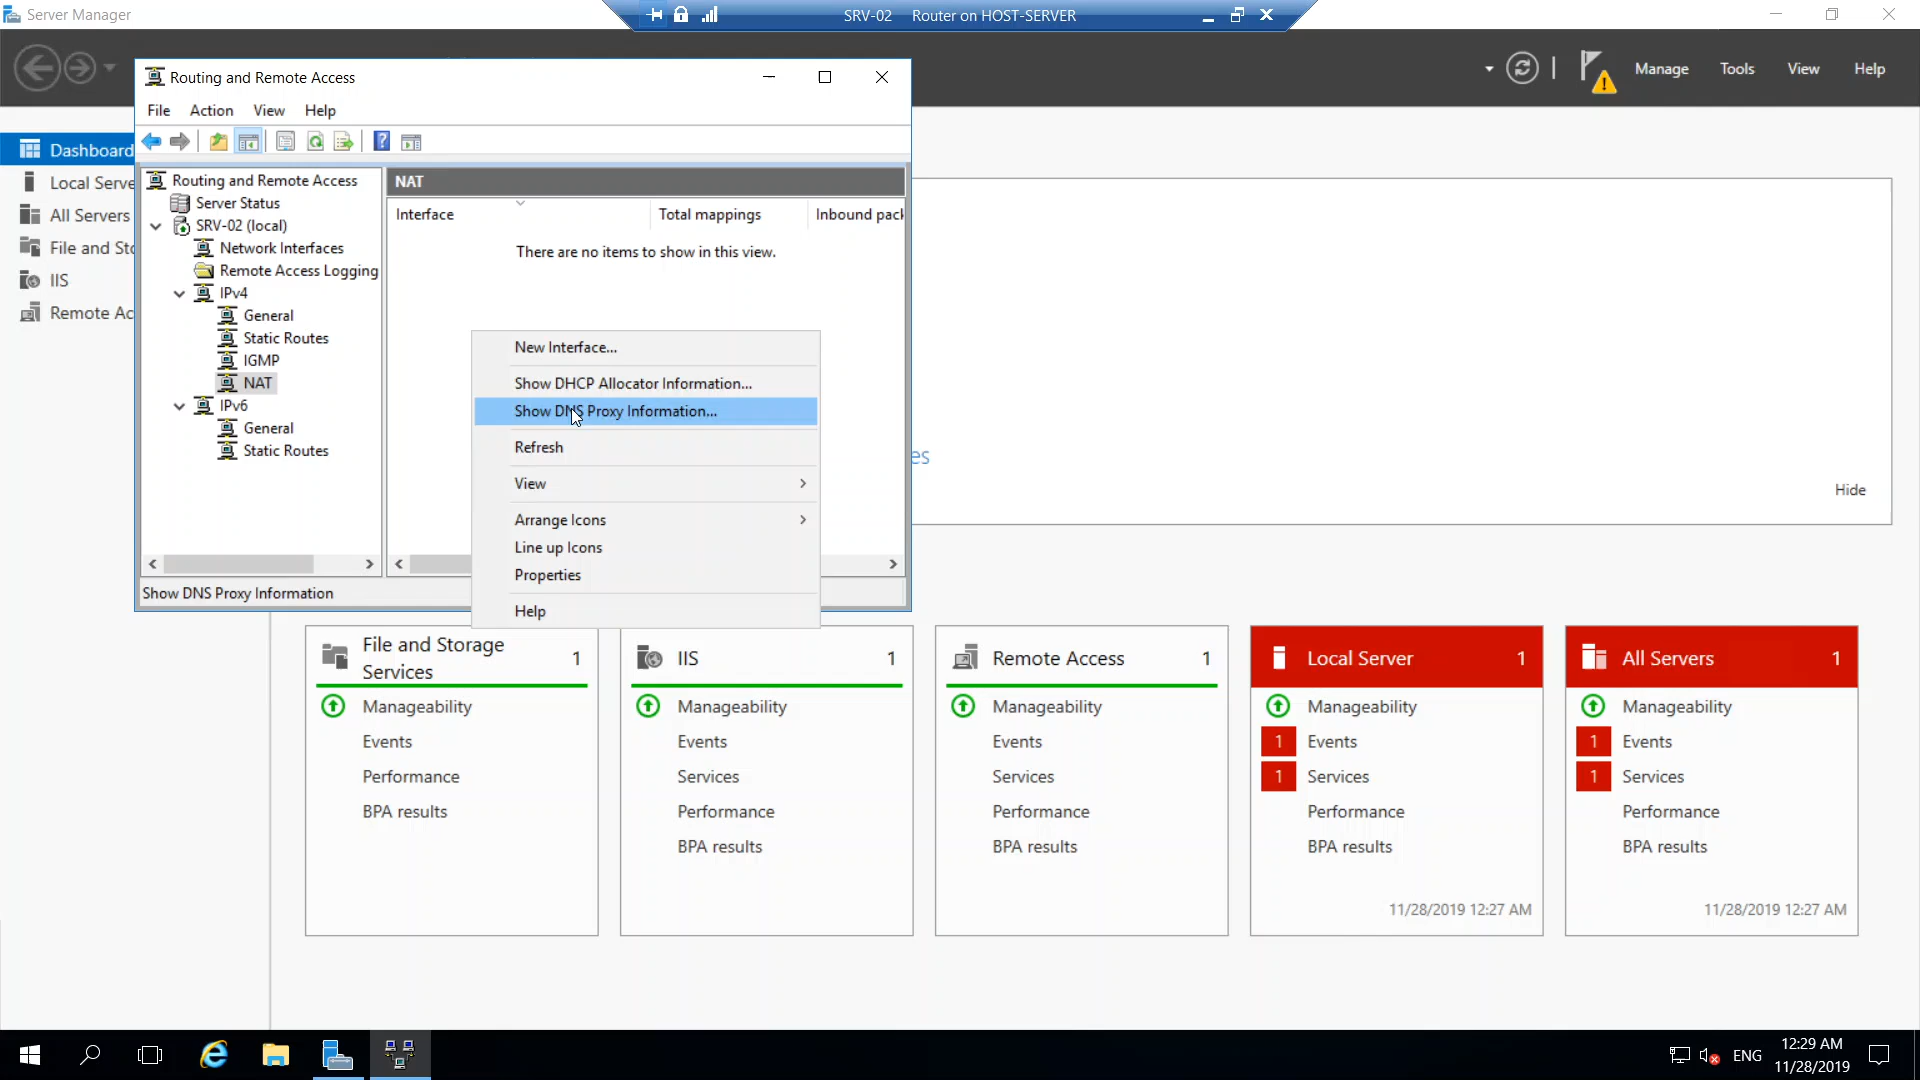 Server Manager
SRV-02 Router on HOST-SERVER
Manage Tools View Help
Routing and Remote Access
File Action View Help
Dashboard
Local Serve
All Servers
File and Sto
IIS
Remote Ac
Routing and Remote Access
Server Status
SRV-02 (local)
Network Interfaces
Remote Access Logging
IPv4
General
Static Routes
IGMP
NAT
IPv6
General
Static Routes
NAT
Interface Total mappings Inbound pack
There are no items to show in this view.
New Interface...
Show DHCP Allocator Information...
Show DNS Proxy Information...
Refresh
View
Arrange Icons
Line up Icons
Properties
Help
Show DNS Proxy Information
es
Hide
File and Storage
Services 1
Manageability
Events
Performance
BPA results
IIS 1
Manageability
Events
Services
Performance
BPA results
Remote Access 1
Manageability
Events
Services
Performance
BPA results
Local Server 1
Manageability
1 Events
1 Services
Performance
BPA results
11/28/2019 12:27 AM
All Servers 1
Manageability
1 Events
1 Services
Performance
BPA results
11/28/2019 12:27 AM
ENG
12:29 AM
11/28/2019